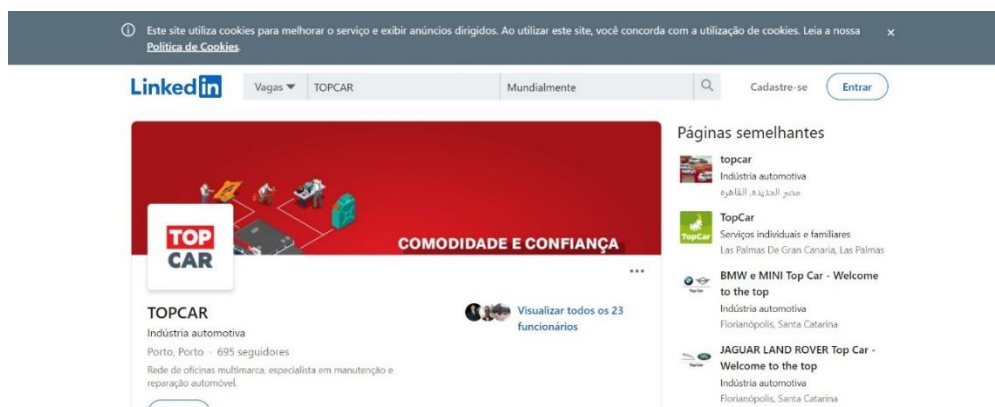 Este site utiliza cookies para melhorar o serviço e exibir anúncios dirigidos. Ao utilizar este site, você concorda com a utilização de cookies. Leia a nossa
Política de Cookies.
Linked in
Vagas
TOPCAR
Mundialmente
Cadastre-se
Entrar
TOP
CAR
COMODIDADE E CONFIANÇA
TOPCAR
Indústria automotiva
Porto, Porto · 695 seguidores
Rede de oficinas multimarca, especialista em manutenção e
reparação automóvel.
Visualizar todos os 23
funcionários
Páginas semelhantes
topcar
Indústria automotiva
مصر الجديده, القاهره
TopCar
TopCar
Serviços individuais e familiares
Las Palmas De Gran Canaria, Las Palmas
BMW e MINI Top Car - Welcome
to the top
Indústria automotiva
Florianópolis, Santa Catarina
JAGUAR LAND ROVER Top Car -
Welcome to the top
Indústria automotiva
Florianópolis, Santa Catarina